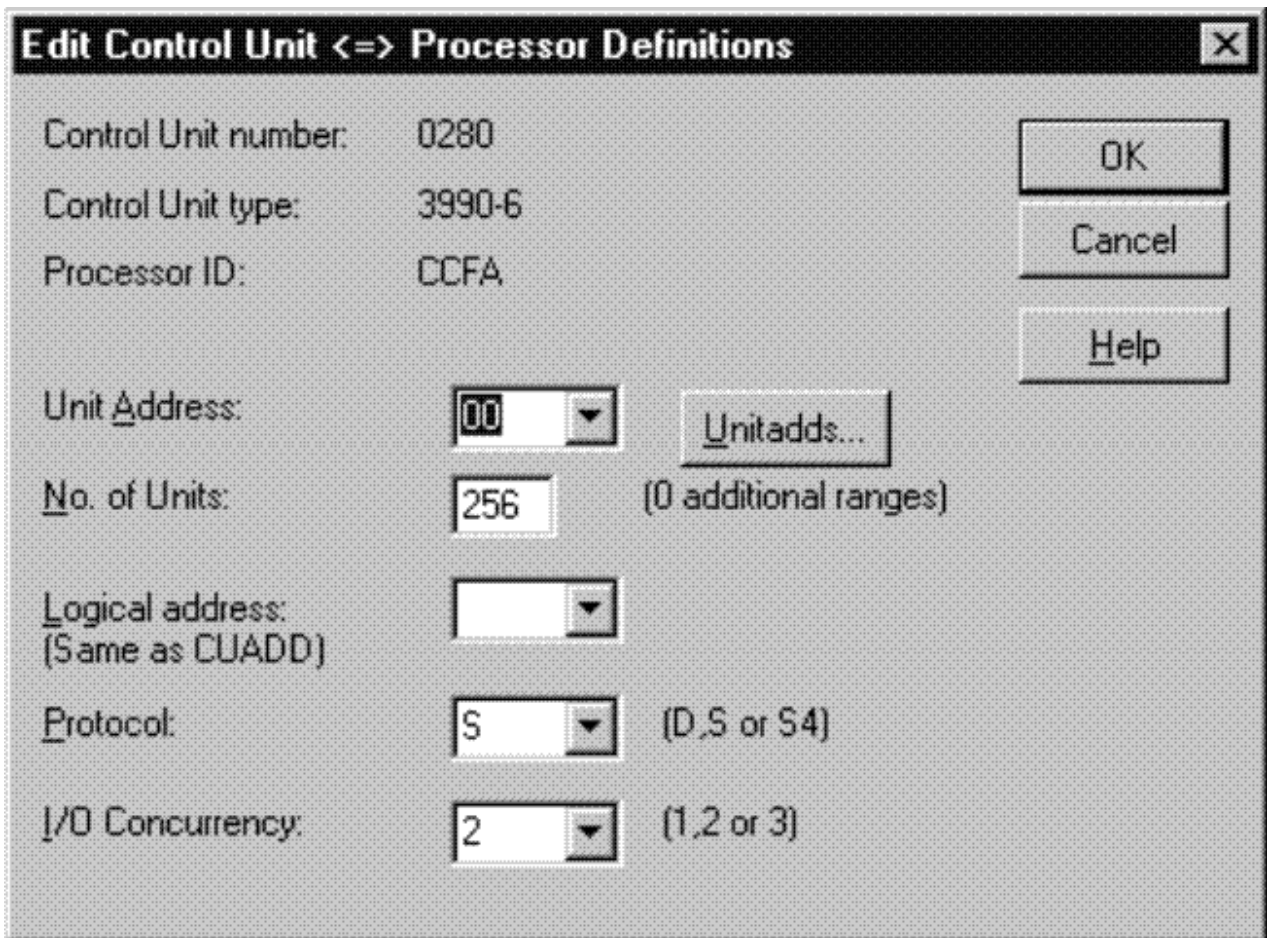 Edit Control Unit <=> Processor Definitions
Control Unit number: 0280
OK
Control Unit type: 3990-6
Cancel
Processor ID: CCFA
Help
Unit Address: 00 Unitadds...
No. of Units: 256 (0 additional ranges)
Logical address:
(Same as CUADD)
Protocol: S (D,S or S4)
I/O Concurrency: 2 (1,2 or 3)